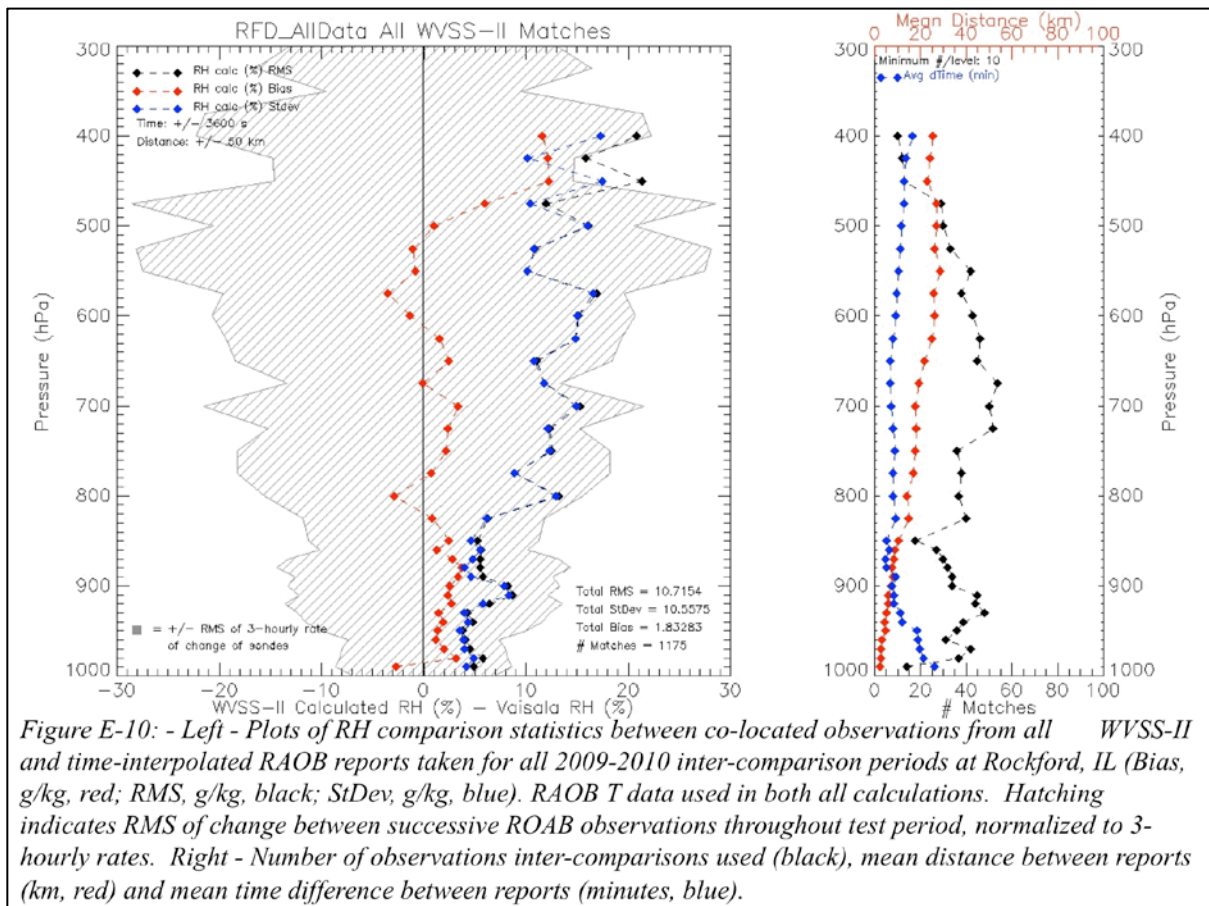 RFD_AllData All WVSS-II Matches
RH calc (%) RMS
RH calc (%) Bias
RH calc (%) Stdev
Time: +/- 3600 s
Distance: +/- 50 km
300
400
500
600
700
800
900
1000
Pressure (hPa)
Total RMS = 10.7154
Total StDev = 10.5575
Total Bias = 1.83283
# Matches = 1175
= +/- RMS of 3-hourly rate
of change of sondes
-30 -20 -10 0 10 20 30
WVSS-II Calculated RH (%) - Vaisala RH (%)
Mean Distance (km)
0 20 40 60 80 100
Minimum #/level: 10
Avg dTime (min)
300
400
500
600
700
800
900
1000
300
400
500
600
700
800
900
1000
Pressure (hPa)
0 20 40 60 80 100
# Matches
Figure E-10: - Left - Plots of RH comparison statistics between co-located observations from all WVSS-II
and time-interpolated RAOB reports taken for all 2009-2010 inter-comparison periods at Rockford, IL (Bias,
g/kg, red; RMS, g/kg, black; StDev, g/kg, blue). RAOB T data used in both all calculations. Hatching
indicates RMS of change between successive ROAB observations throughout test period, normalized to 3-
hourly rates. Right - Number of observations inter-comparisons used (black), mean distance between reports
(km, red) and mean time difference between reports (minutes, blue).